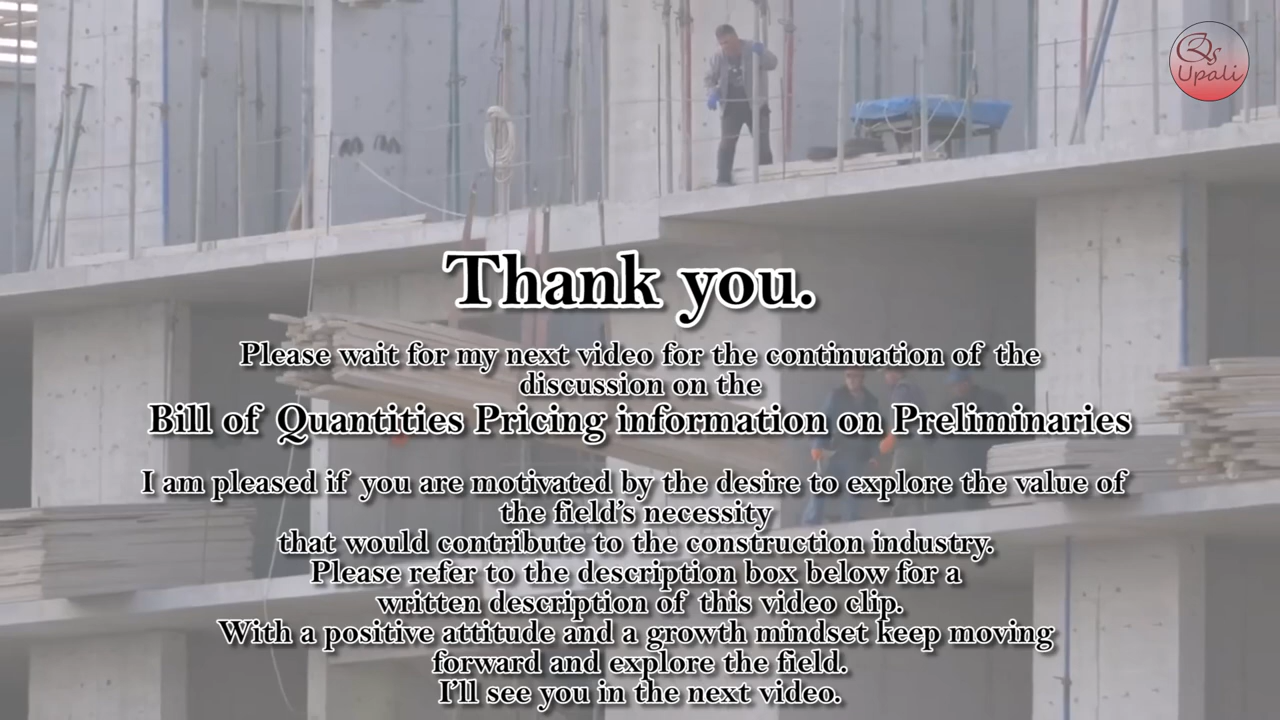 Qs
Upali
Thank you.
Please wait for my next video for the continuation of the
discussion on the
Bill of Quantities Pricing information on Preliminaries
I am pleased if you are motivated by the desire to explore the value of
the field's necessity
that would contribute to the construction industry.
Please refer to the description box below for a
written description of this video clip.
With a positive attitude and a growth mindset keep moving
forward and explore the field.
I'll see you in the next video.